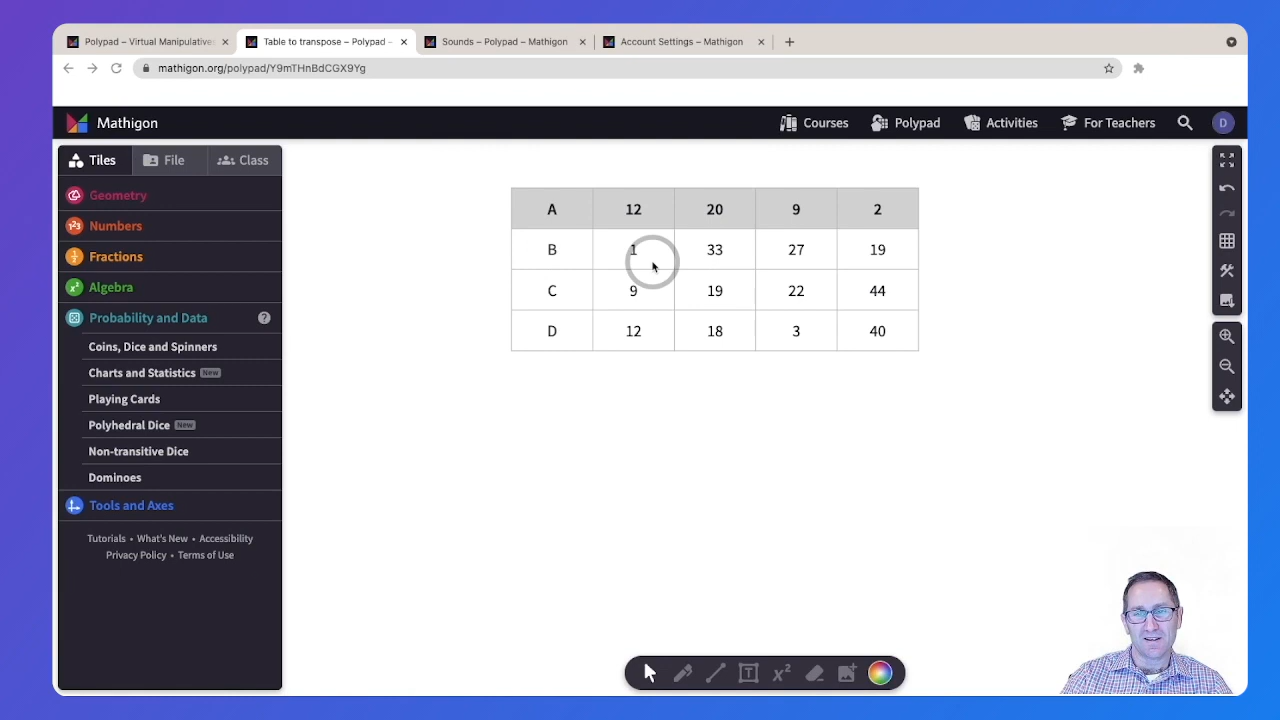 Polypad – Virtual Manipulatives
Table to transpose – Polypad –
Sounds – Polypad – Mathigon
Account Settings – Mathigon
mathigon.org/polypad/Y9mTHnBdCGX9Yg
Mathigon
Courses
Polypad
Activities
For Teachers
D
Tiles
File
Class
Geometry
Numbers
Fractions
Algebra
Probability and Data
?
Coins, Dice and Spinners
Charts and Statistics New
Playing Cards
Polyhedral Dice New
Non-transitive Dice
Dominoes
Tools and Axes
Tutorials • What's New • Accessibility
Privacy Policy • Terms of Use
A 12 20 9 2
B 1 33 27 19
C 9 19 22 44
D 12 18 3 40
T
x²